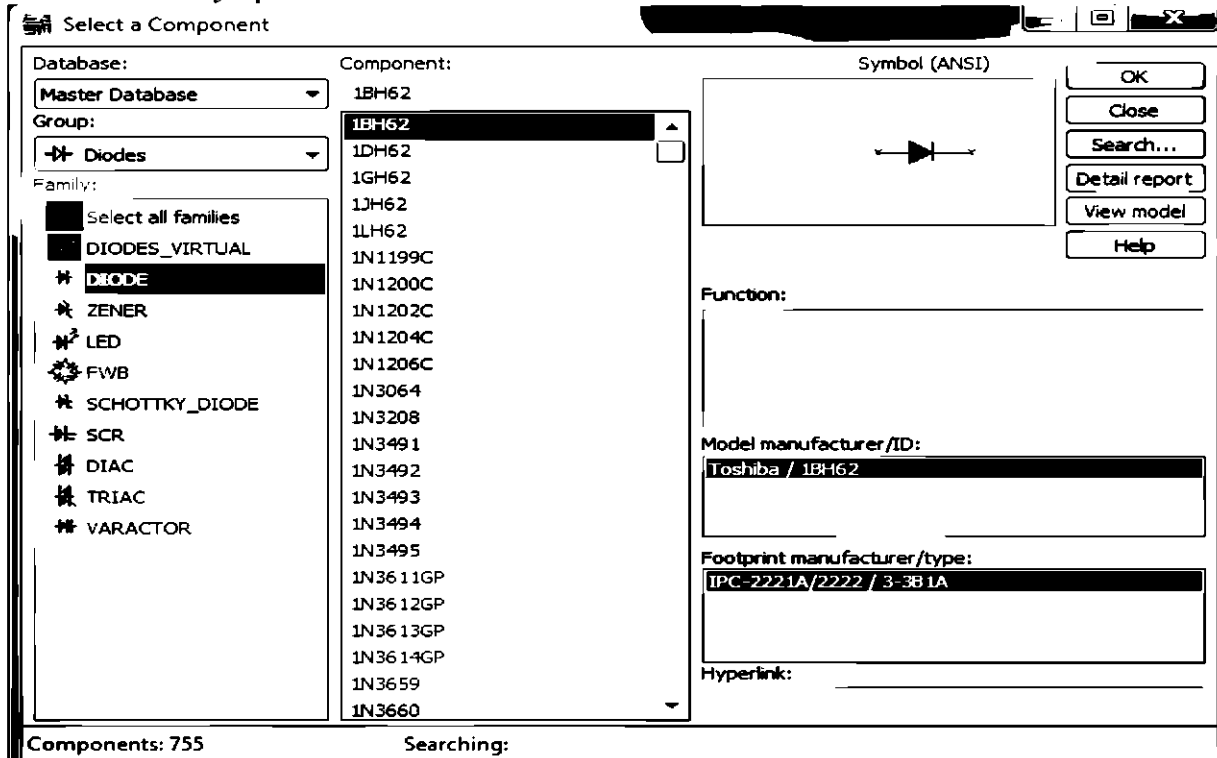 Select a Component
Database:
Master Database
Group:
Diodes
Family:
Select all families
DIODES_VIRTUAL
DIODE
ZENER
LED
FWB
SCHOTTKY_DIODE
SCR
DIAC
TRIAC
VARACTOR
Component:
1BH62
1BH62
1DH62
1GH62
1JH62
1LH62
1N1199C
1N1200C
1N1202C
1N1204C
1N1206C
1N3064
1N3208
1N3491
1N3492
1N3493
1N3494
1N3495
1N3611GP
1N3612GP
1N3613GP
1N3614GP
1N3659
1N3660
Symbol (ANSI)
OK
Close
Search...
Detail report
View model
Help
Function:
Model manufacturer/ID:
Toshiba / 1BH62
Footprint manufacturer/type:
IPC-2221A/2222 / 3-3B1A
Hyperlink:
Components: 755
Searching: